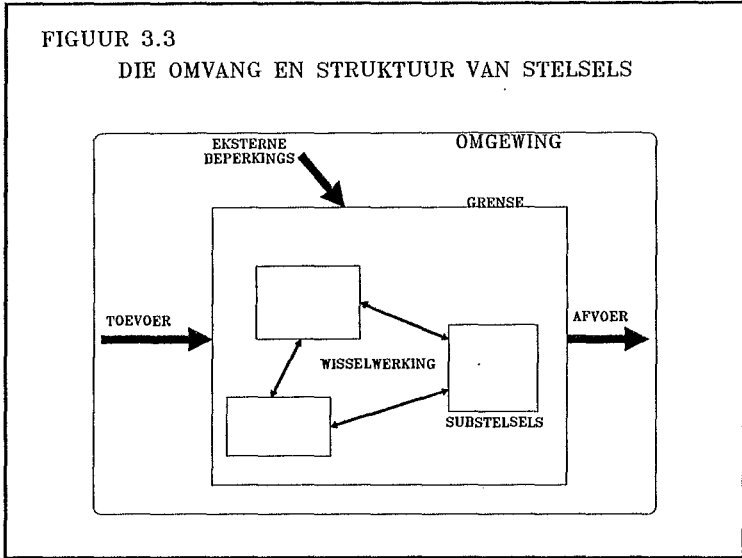 FIGUUR 3.3
DIE OMVANG EN STRUKTUUR VAN STELSELS
EKSTERNE
BEPERKINGS
OMGEWING
GRENSE
TOEVOER
AFVOER
WISSELWERKING
SUBSTELSELS